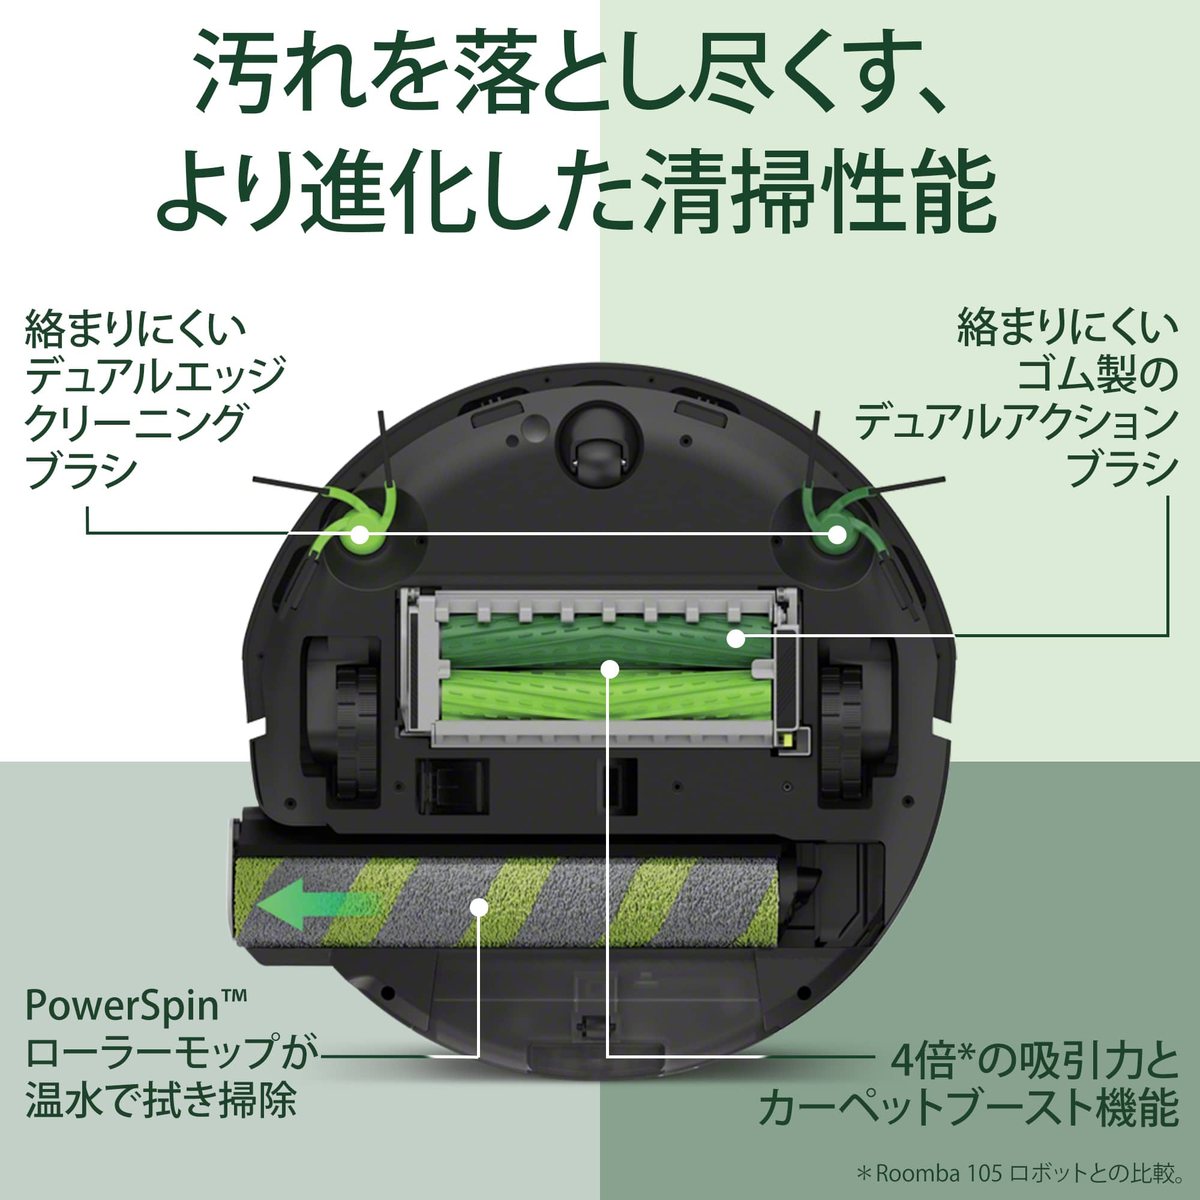 汚れを落とし尽くす、
より進化した清掃性能
絡まりにくい
デュアルエッジ
クリーニング
ブラシ
絡まりにくい
ゴム製の
デュアルアクション
ブラシ
PowerSpin™
ローラーモップが
温水で拭き掃除
4倍*の吸引力と
カーペットブースト機能
＊Roomba 105 ロボットとの比較。